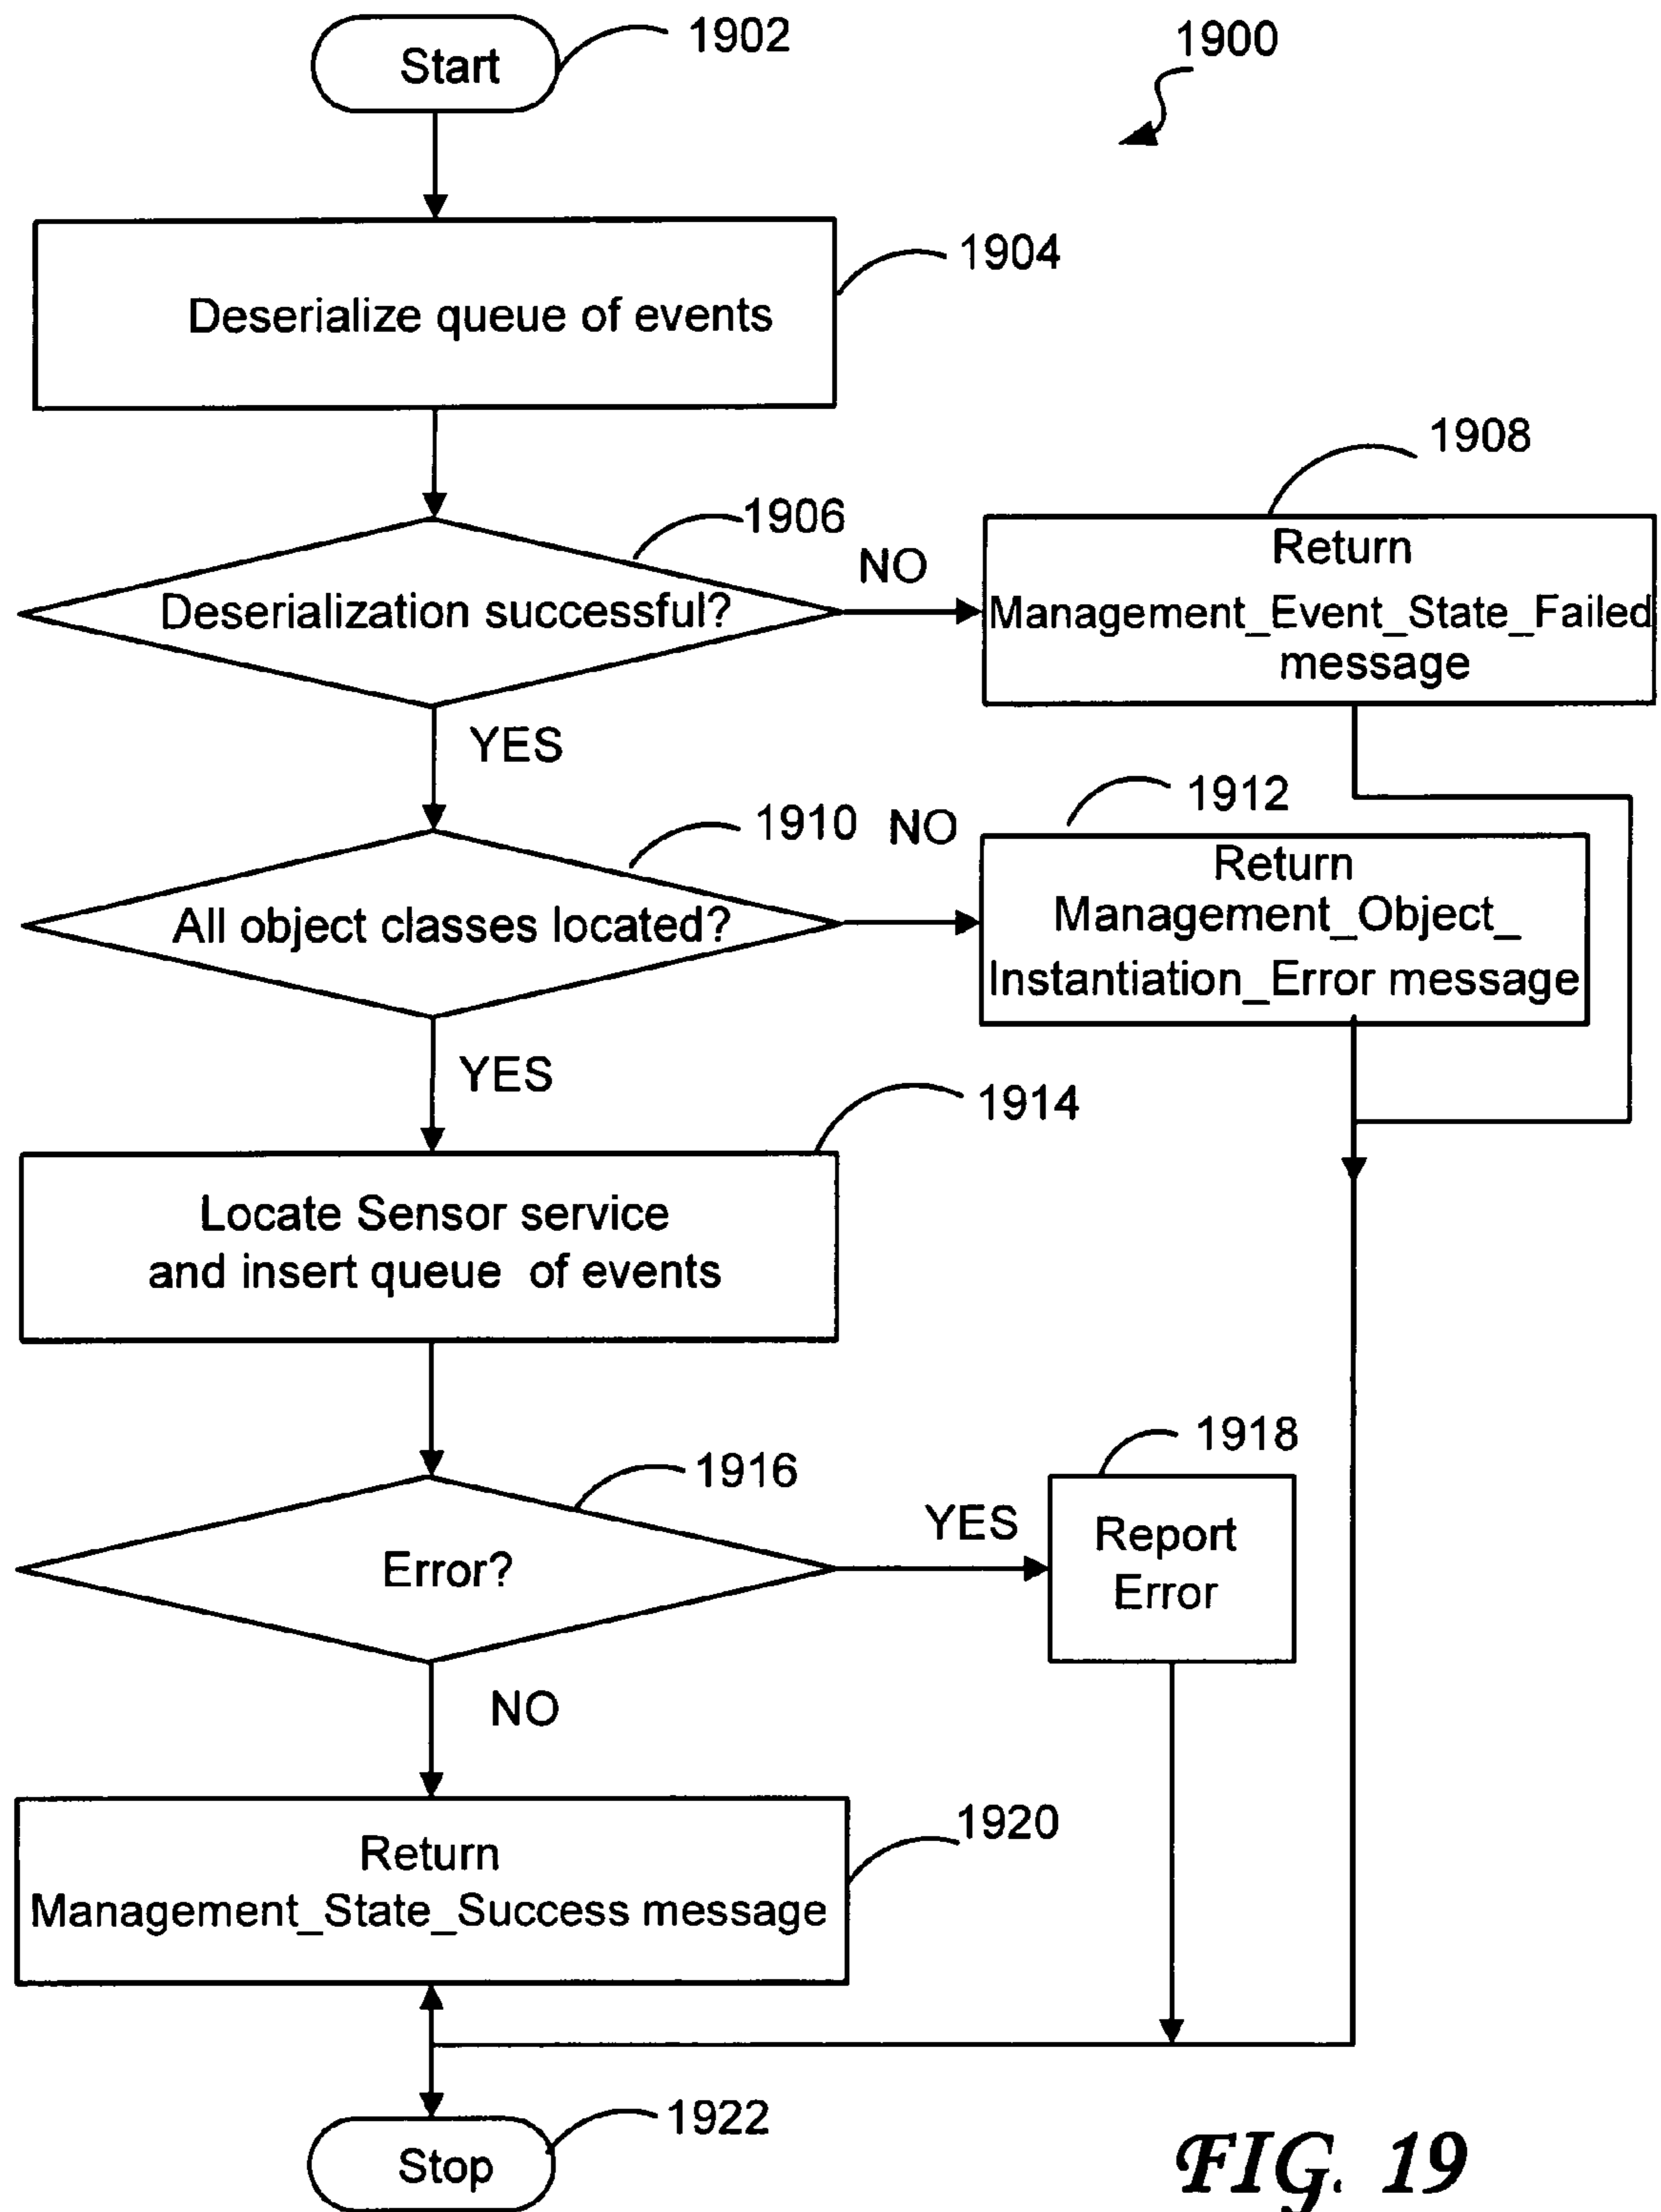 Start
1902
1900
Deserialize queue of events
1904
Deserialization successful?
1906
NO
YES
1908
Return
Management_Event_State_Failed
message
All object classes located?
1910
NO
YES
1912
Return
Management_Object_
Instantiation_Error message
1914
Locate Sensor service
and insert queue of events
1916
Error?
YES
NO
1918
Report
Error
1920
Return
Management_State_Success message
1922
Stop
FIG. 19